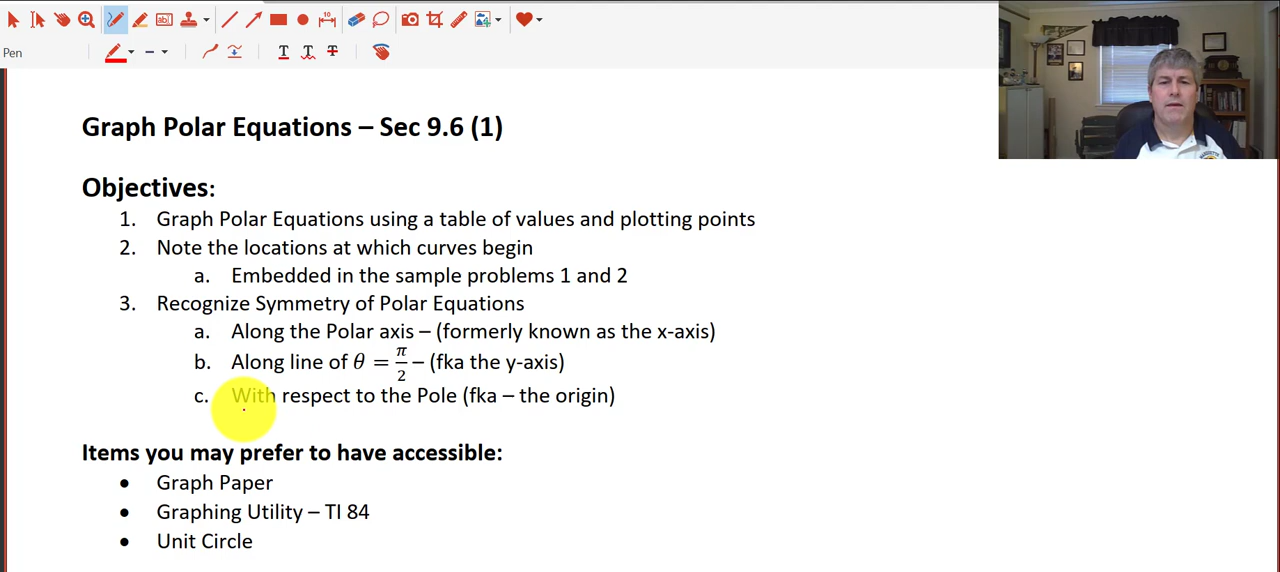 Pen
Graph Polar Equations – Sec 9.6 (1)
Objectives:
1. Graph Polar Equations using a table of values and plotting points
2. Note the locations at which curves begin
a. Embedded in the sample problems 1 and 2
3. Recognize Symmetry of Polar Equations
a. Along the Polar axis – (formerly known as the x-axis)
b. Along line of θ = π/2 – (fka the y-axis)
c. With respect to the Pole (fka – the origin)
Items you may prefer to have accessible:
• Graph Paper
• Graphing Utility – TI 84
• Unit Circle